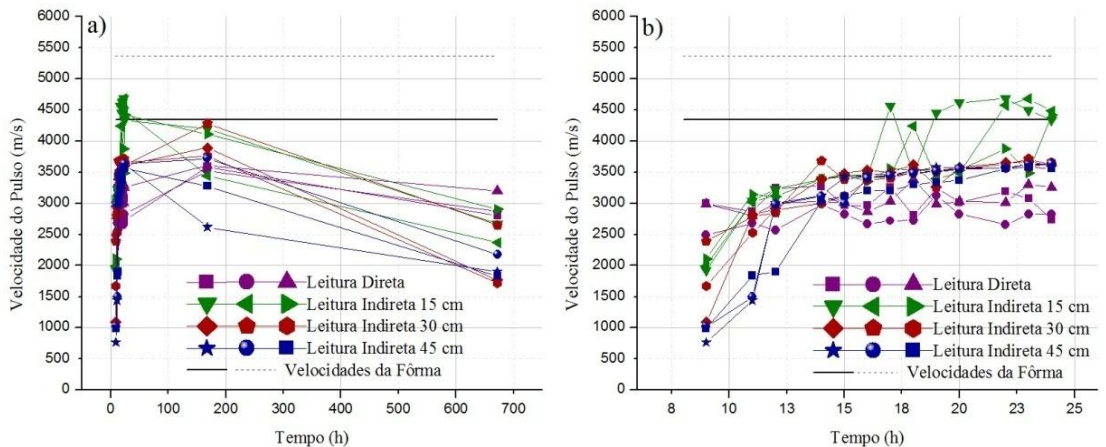 a)
6000
5500
5000
4500
4000
3500
3000
2500
2000
1500
1000
500
0
Velocidade do Pulso (m/s)
Leitura Direta
Leitura Indireta 15 cm
Leitura Indireta 30 cm
Leitura Indireta 45 cm
Velocidades da Fôrma
0 100 200 300 400 500 600 700
Tempo (h)
b)
6000
5500
5000
4500
4000
3500
3000
2500
2000
1500
1000
500
0
Velocidade do Pulso (m/s)
Leitura Direta
Leitura Indireta 15 cm
Leitura Indireta 30 cm
Leitura Indireta 45 cm
Velocidades da Fôrma
8 10 13 15 18 20 23 25
Tempo (h)